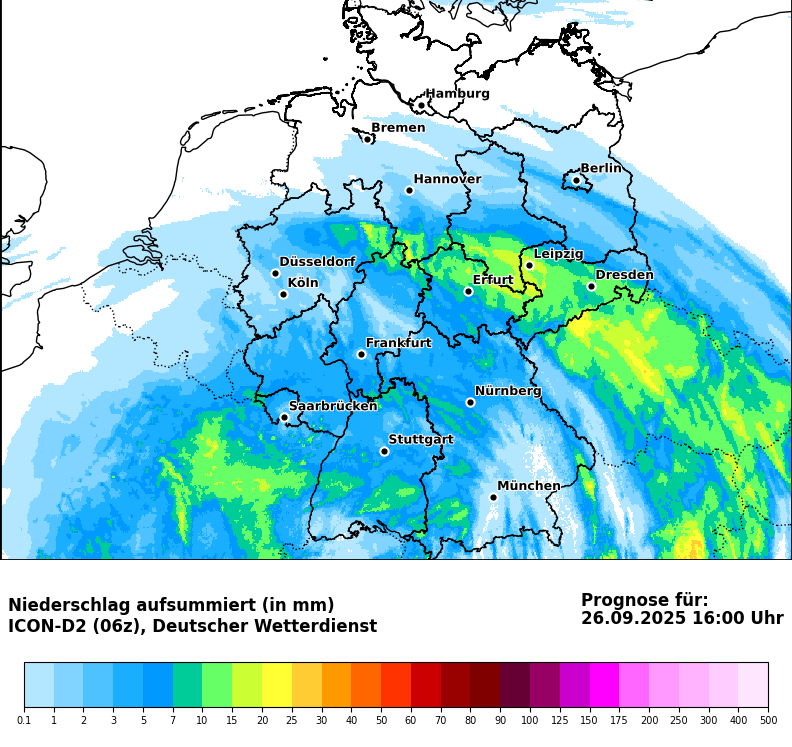 Hamburg
Bremen
Berlin
Hannover
Leipzig
Düsseldorf
Dresden
Köln
Erfurt
Frankfurt
Nürnberg
Saarbrücken
Stuttgart
München
Niederschlag aufsummiert (in mm)
ICON-D2 (06z), Deutscher Wetterdienst
Prognose für:
26.09.2025 16:00 Uhr
0.1 1 2 3 5 7 10 15 20 25 30 40 50 60 70 80 90 100 125 150 175 200 250 300 400 500